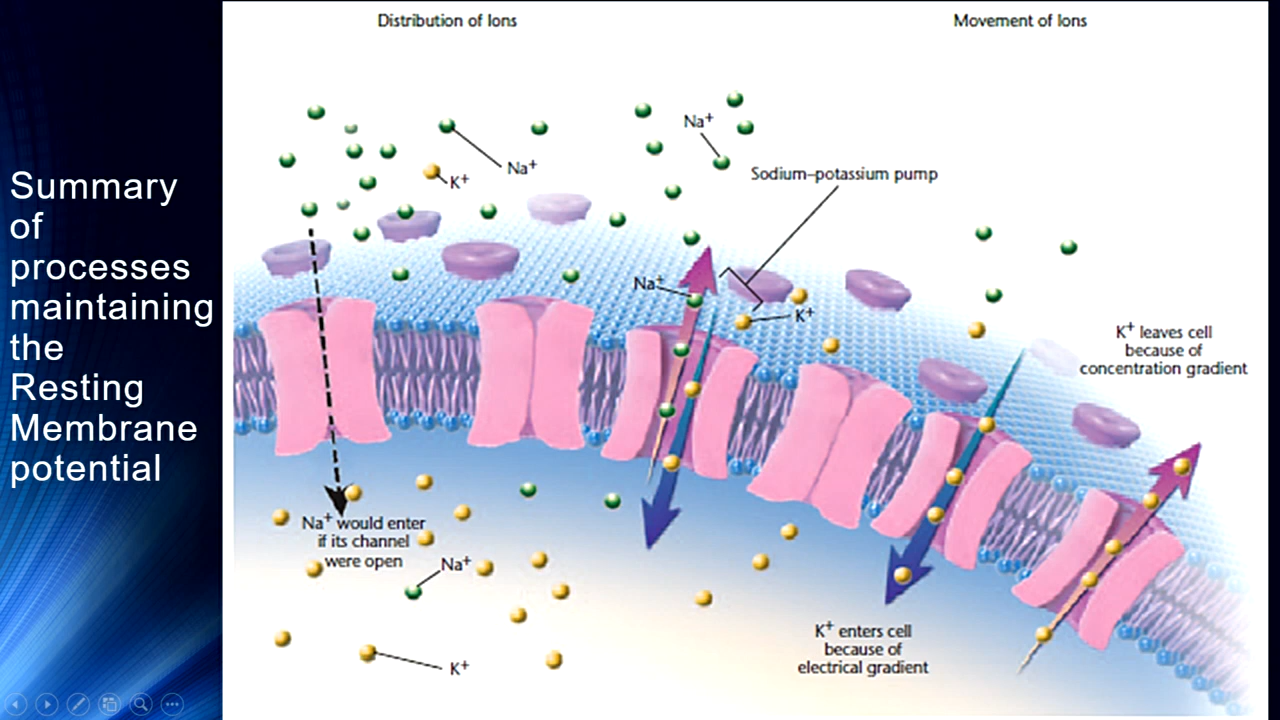 Summary
of
processes
maintaining
the
Resting
Membrane
potential
Distribution of Ions
Movement of Ions
Na⁺
K⁺
Na⁺
Sodium–potassium pump
Na⁺
K⁺
K⁺ leaves cell
because of
concentration gradient
Na⁺ would enter
if its channel
were open
Na⁺
K⁺
K⁺ enters cell
because of
electrical gradient